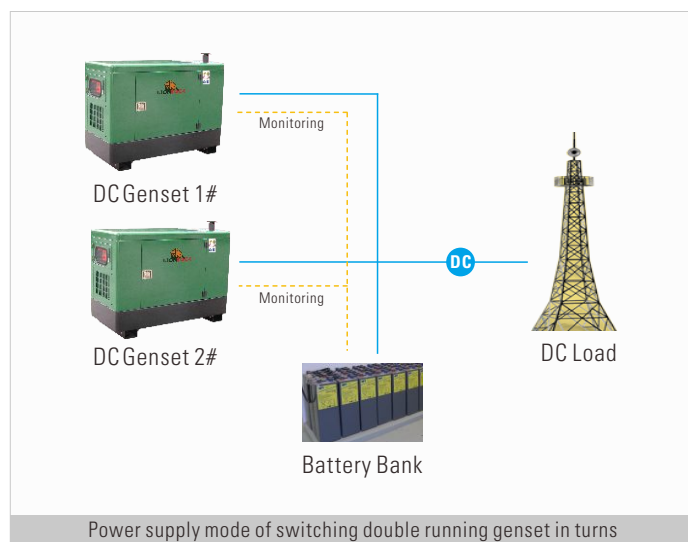 Monitoring
DC Genset 1#
Monitoring
DC Genset 2#
DC
DC Load
Battery Bank
Power supply mode of switching double running genset in turns